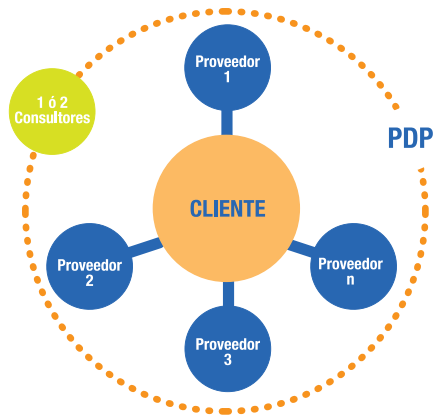 Proveedor
1
1 ó 2
Consultores
PDP
CLIENTE
Proveedor
2
Proveedor
n
Proveedor
3